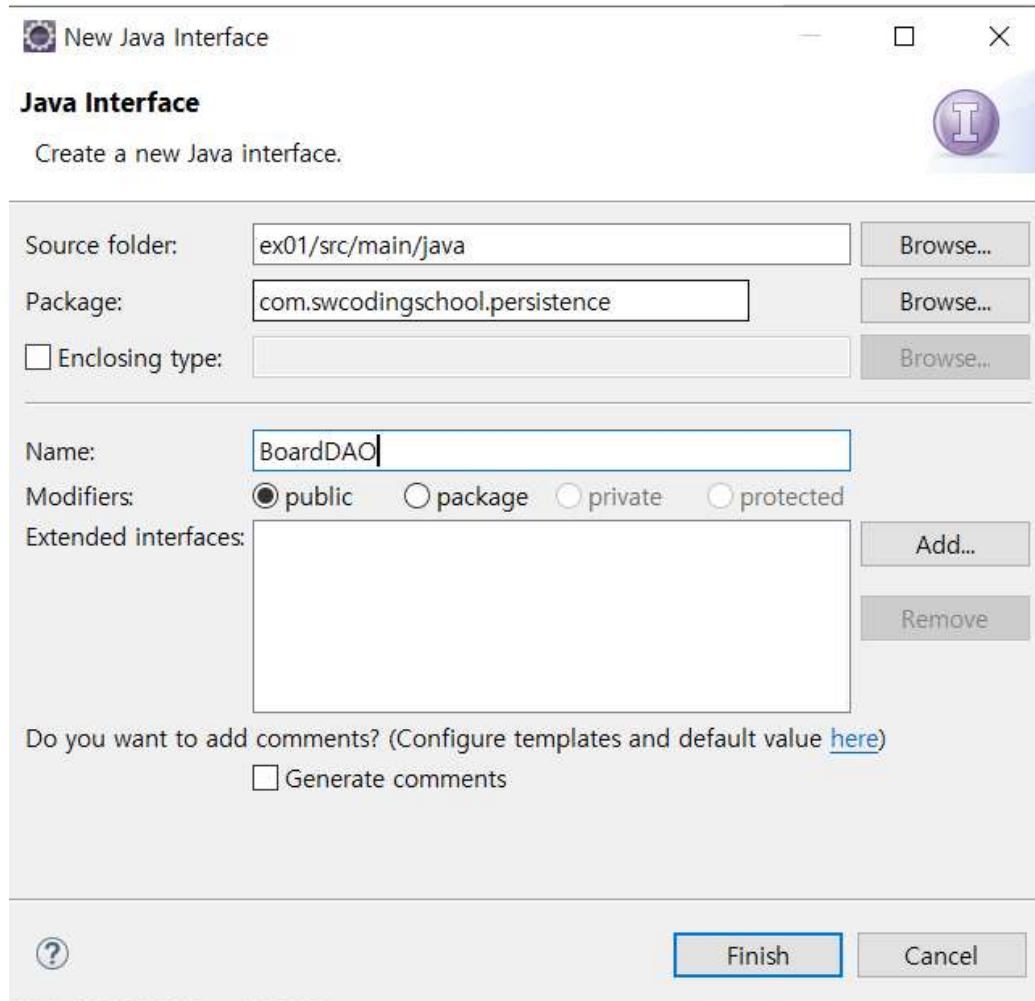 New Java Interface
Java Interface
Create a new Java interface.
Source folder: ex01/src/main/java Browse...
Package: com.swcodingschool.persistence Browse...
Enclosing type: Browse...
Name: BoardDAO
Modifiers: public package private protected
Extended interfaces: Add...
Remove
Do you want to add comments? (Configure templates and default value here)
Generate comments
Finish Cancel